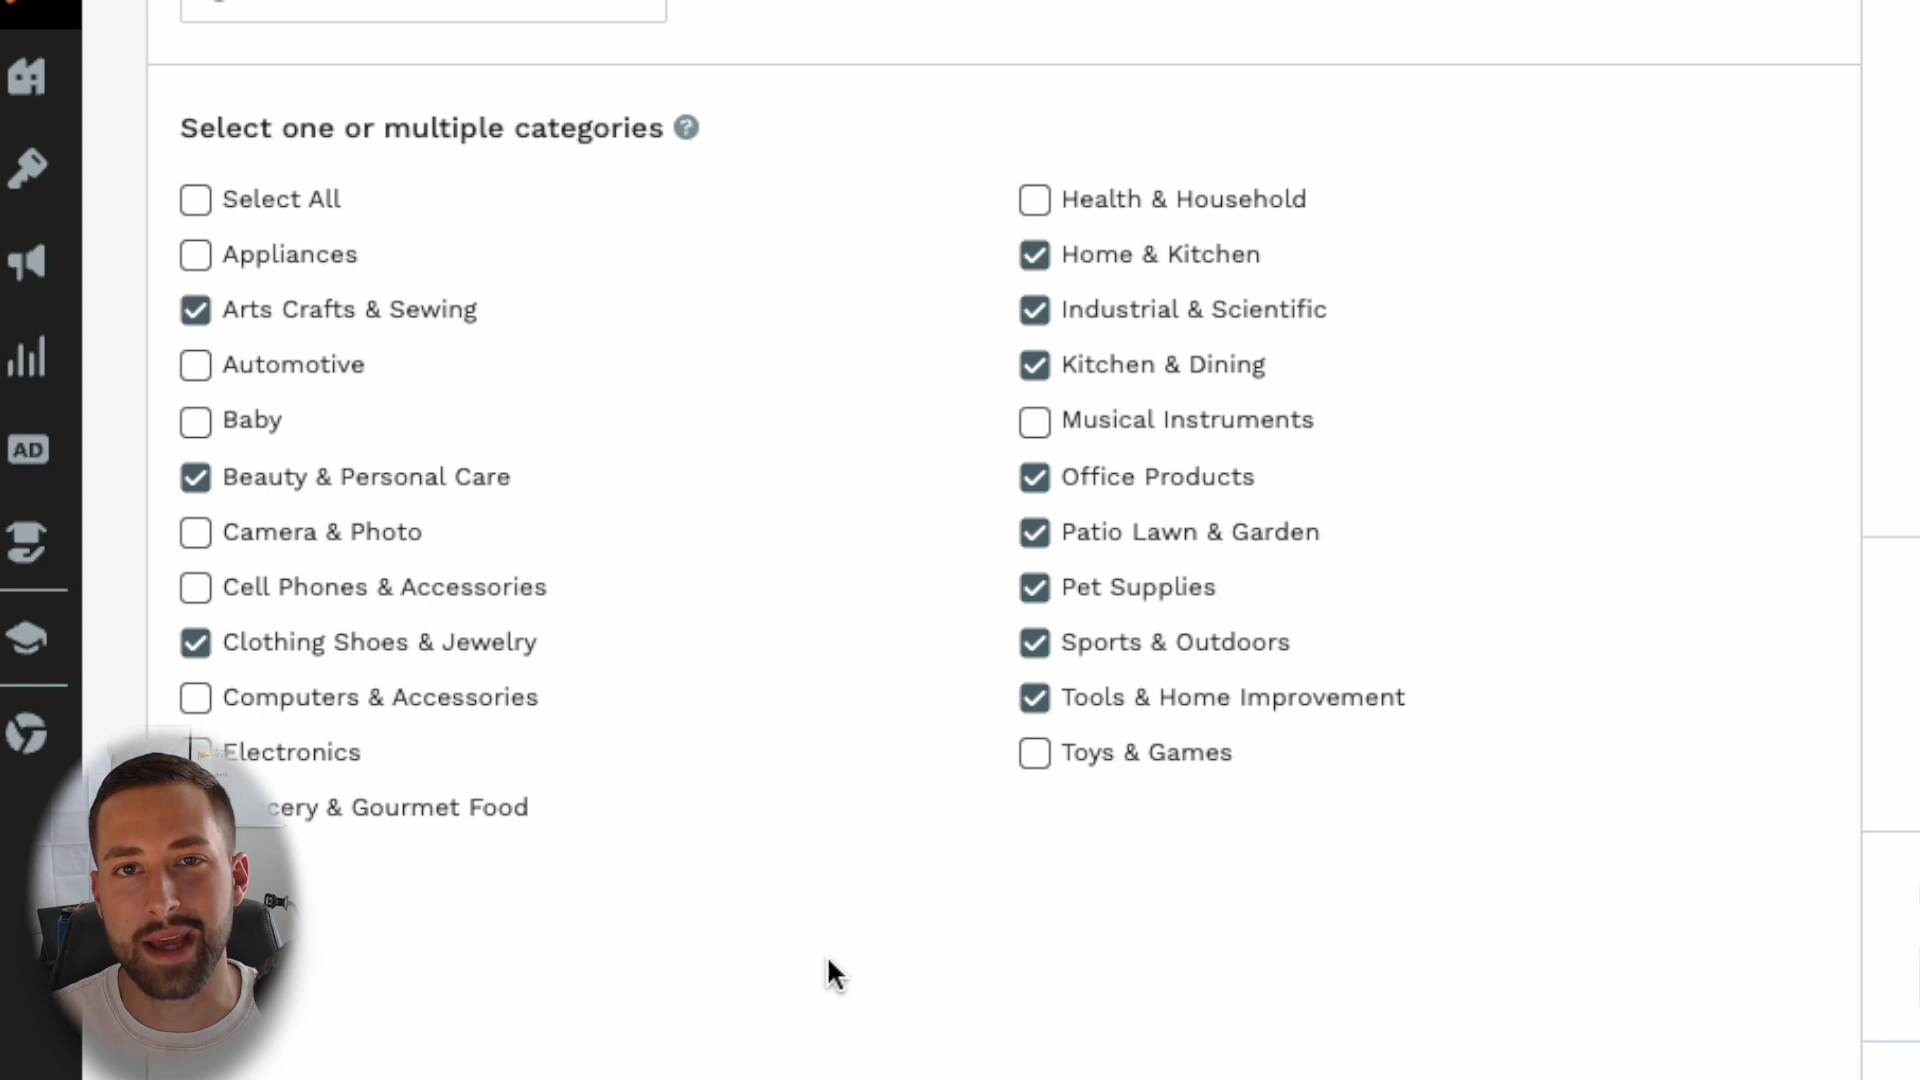 Select one or multiple categories ?
Select All
Appliances
Arts Crafts & Sewing
Automotive
Baby
Beauty & Personal Care
Camera & Photo
Cell Phones & Accessories
Clothing Shoes & Jewelry
Computers & Accessories
Electronics
& Gourmet Food
Health & Household
Home & Kitchen
Industrial & Scientific
Kitchen & Dining
Musical Instruments
Office Products
Patio Lawn & Garden
Pet Supplies
Sports & Outdoors
Tools & Home Improvement
Toys & Games
AD